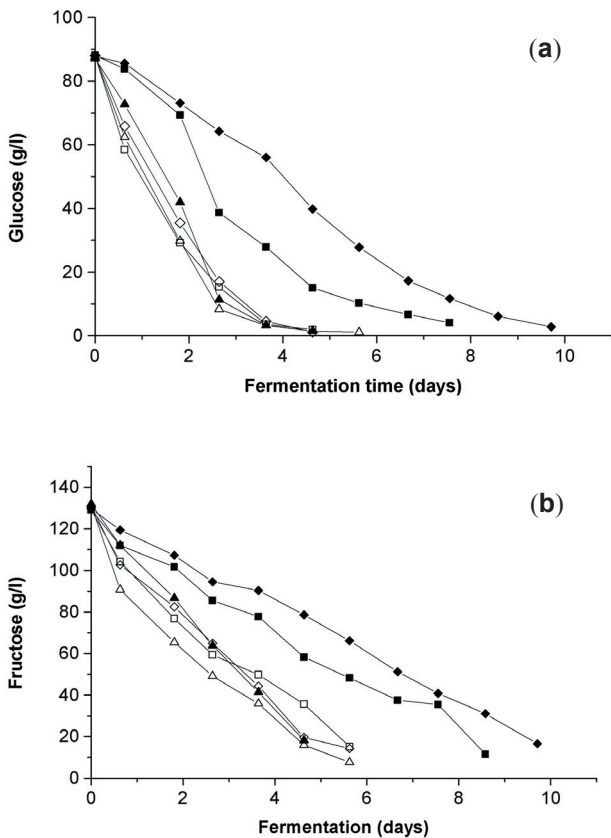 100
(a)
80
60
40
20
0
Glucose (g/l)
0 2 4 6 8 10
Fermentation time (days)
140
(b)
120
100
80
60
40
20
0
Fructose (g/l)
0 2 4 6 8 10
Fermentation (days)